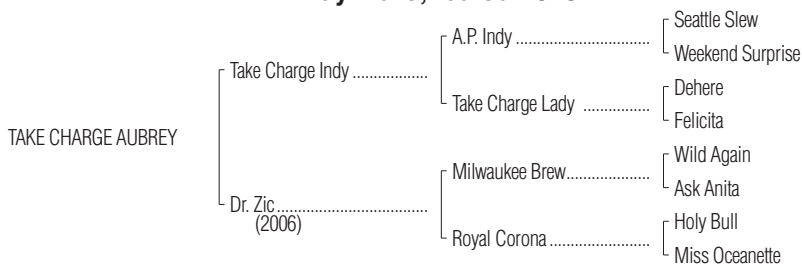 TAKE CHARGE AUBREY
Take Charge Indy
Dr. Zic
(2006)
A.P. Indy
Take Charge Lady
Milwaukee Brew
Royal Corona
Seattle Slew
Weekend Surprise
Dehere
Felicita
Wild Again
Ask Anita
Holy Bull
Miss Oceanette